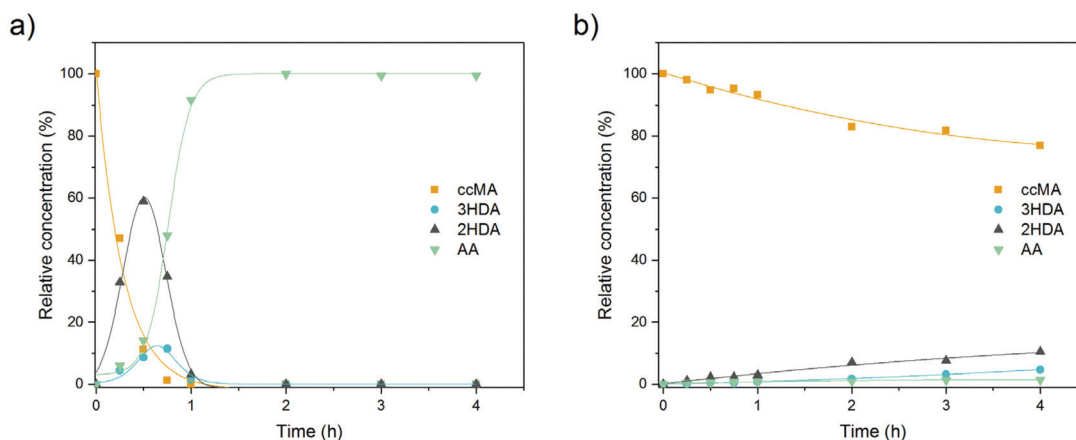 a)
Relative concentration (%)
100
80
60
40
20
0
ccMA
3HDA
2HDA
AA
0
1
2
3
4
Time (h)
b)
Relative concentration (%)
100
80
60
40
20
0
ccMA
3HDA
2HDA
AA
0
1
2
3
4
Time (h)